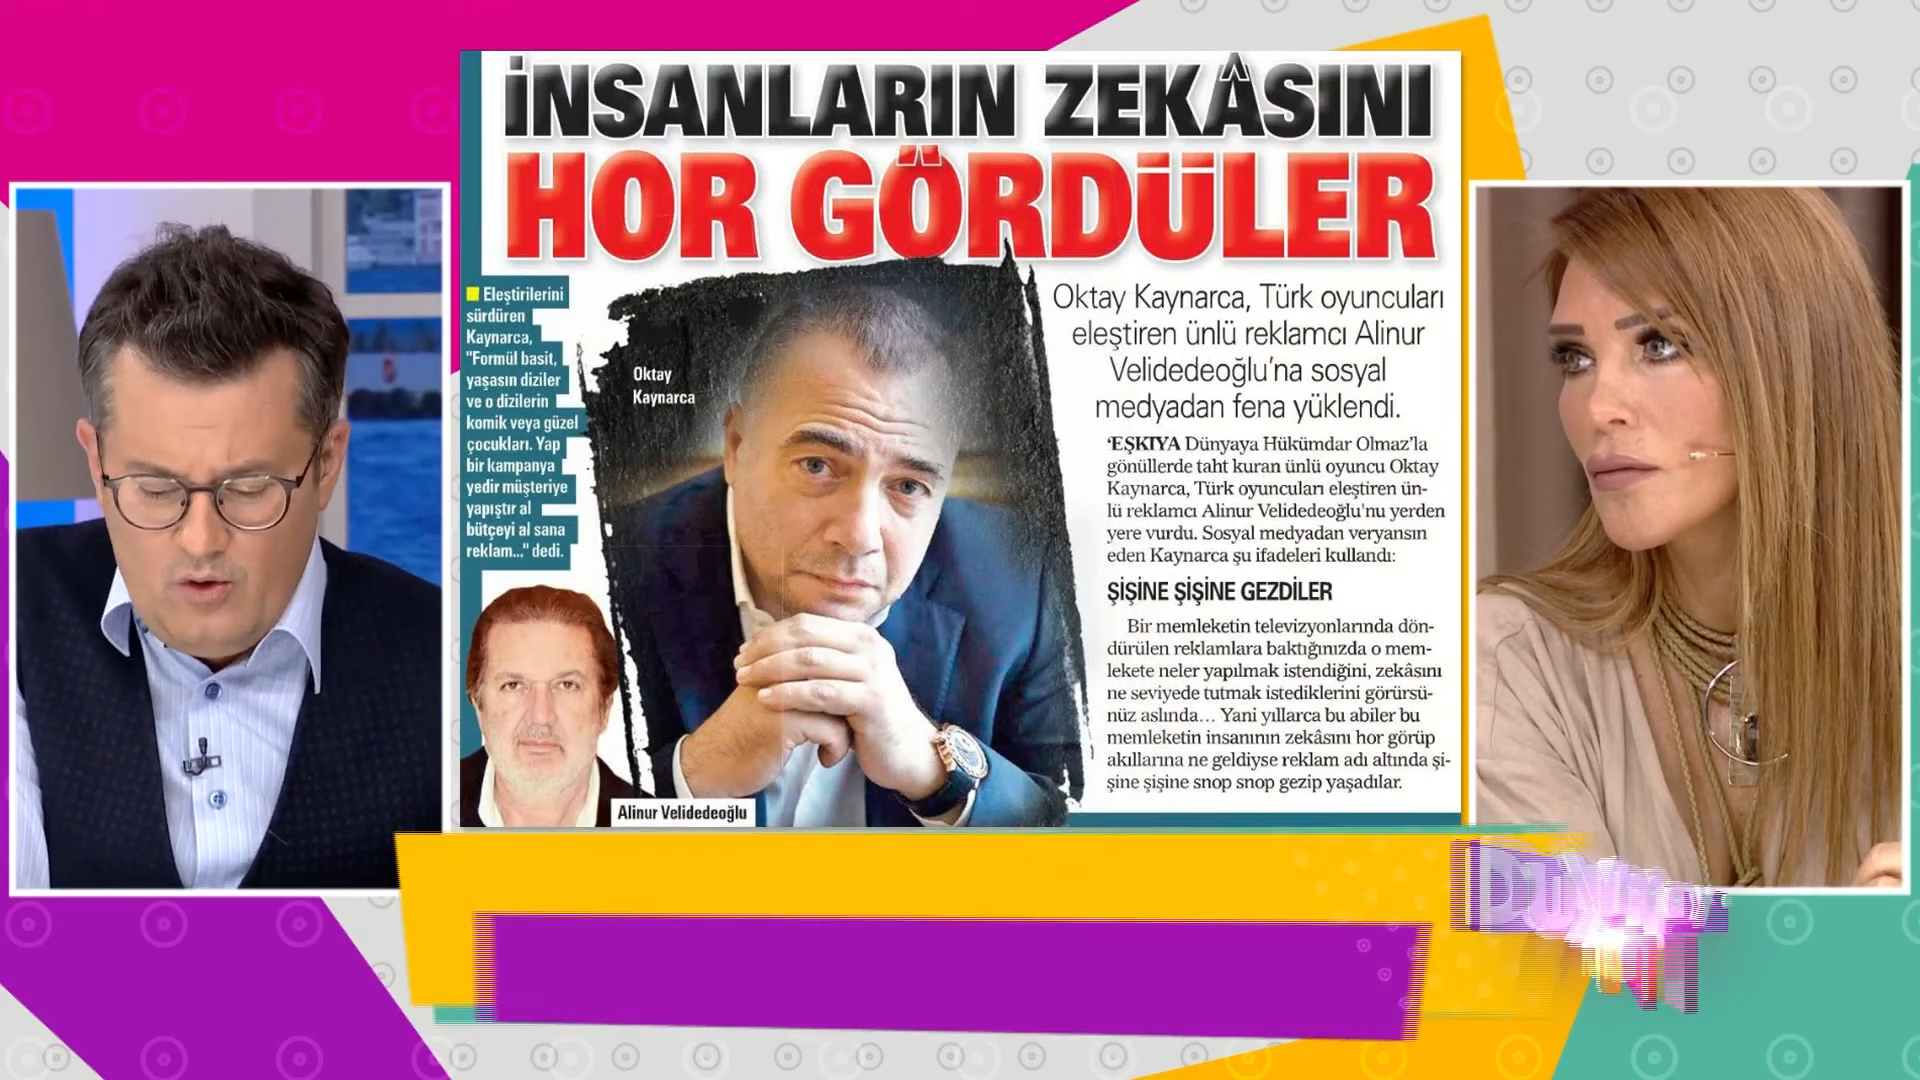 İNSANLARIN ZEKÂSINI
HOR GÖRDÜLER
Eleştirilerini
sürdüren
Kaynarca,
"Formül basit,
yaşasın diziler
ve o dizilerin
komik veya güzel
çocukları. Yap
bir kampanya
yedir müşteriye
yapıştır al
bütçeyi al sana
reklam..." dedi.
Oktay
Kaynarca
Alinur Velidedeoğlu
Oktay Kaynarca, Türk oyuncuları
eleştiren ünlü reklamcı Alinur
Velidedeoğlu'na sosyal
medyadan fena yüklendi.
'EŞKIYA Dünyaya Hükümdar Olmaz'la
gönüllerde taht kuran ünlü oyuncu Oktay
Kaynarca, Türk oyuncuları eleştiren ün-
lü reklamcı Alinur Velidedeoğlu'nu yerden
yere vurdu. Sosyal medyadan veryansın
eden Kaynarca şu ifadeleri kullandı:
ŞİŞİNE ŞİŞİNE GEZDİLER
Bir memleketin televizyonlarında dön-
dürülen reklamlara baktığınızda o mem-
lekete neler yapılmak istendiğini, zekâsını
ne seviyede tutmak istediklerini görürsü-
nüz aslında… Yani yıllarca bu abiler bu
memleketin insanının zekâsını hor görüp
akıllarına ne geldiyse reklam adı altında şi-
şine şişine snop snop gezip yaşadılar.